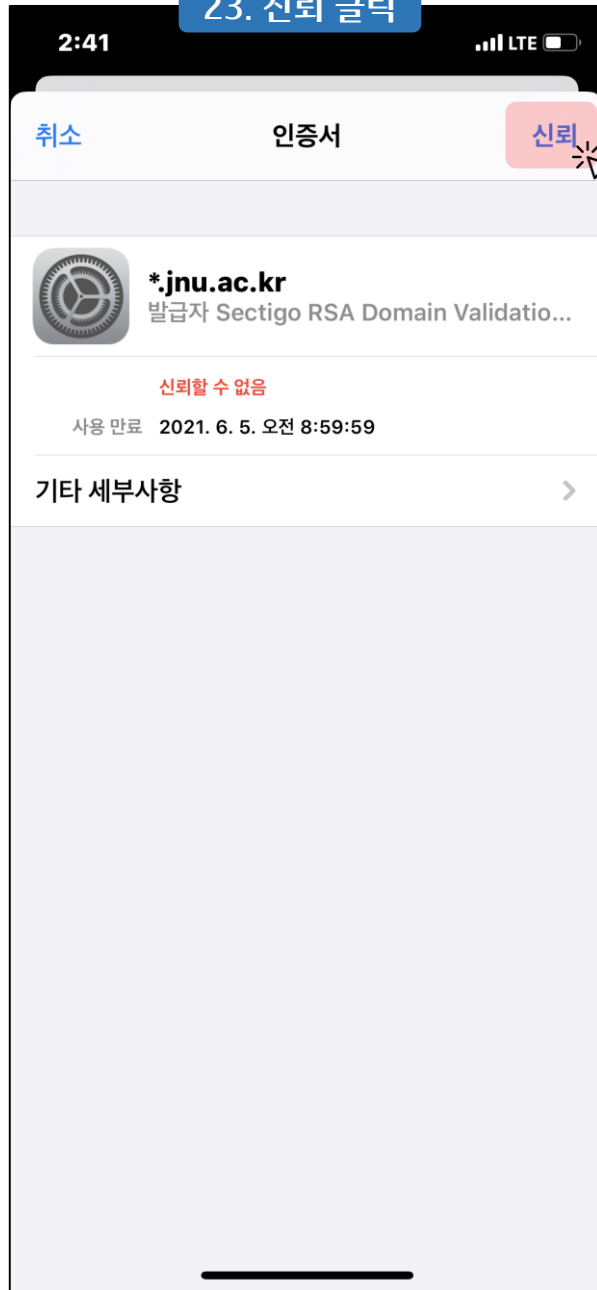 23. 신뢰 클릭
2:41
LTE
취소
인증서
신뢰
*.jnu.ac.kr
발급자 Sectigo RSA Domain Validatio...
신뢰할 수 없음
사용 만료 2021. 6. 5. 오전 8:59:59
기타 세부사항